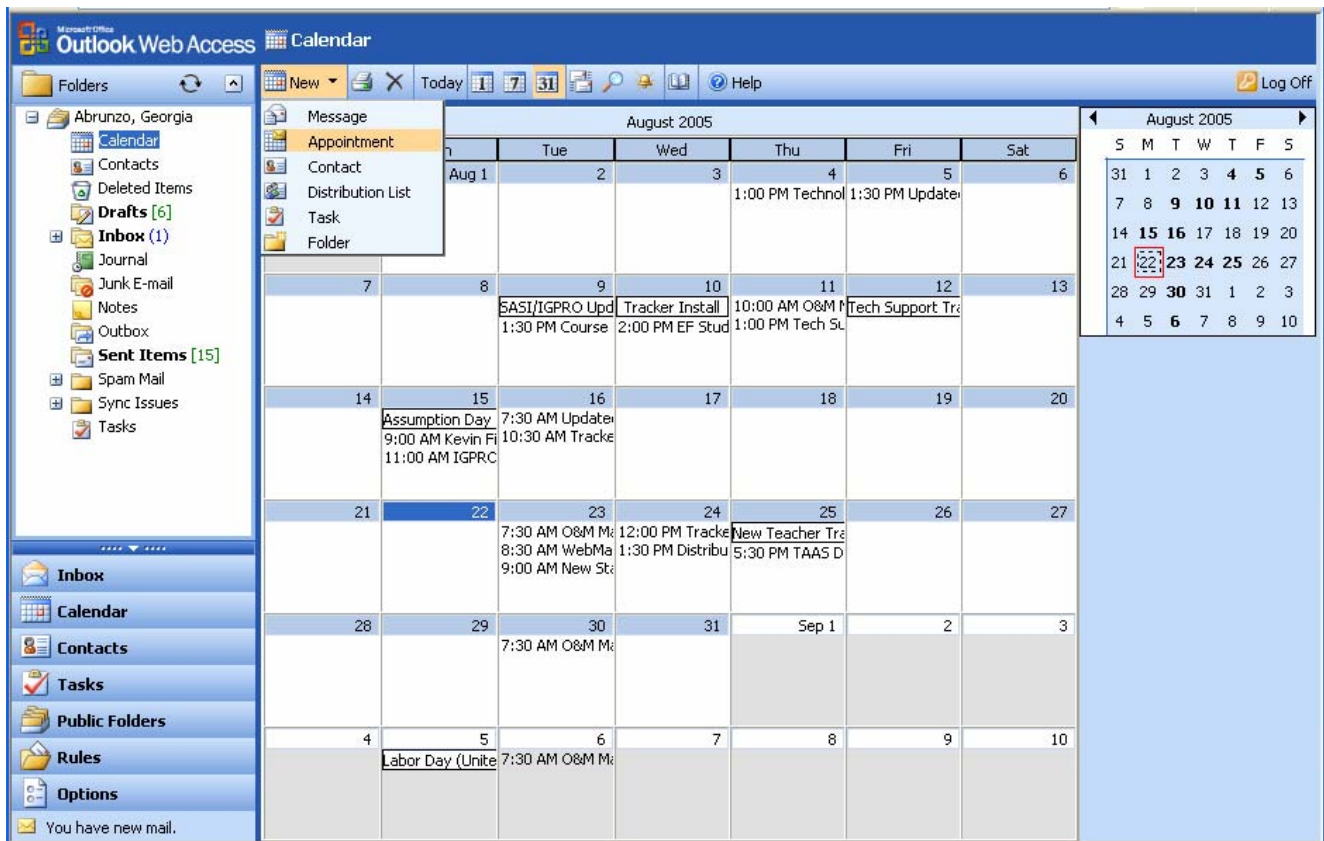 Microsoft Office
Outlook Web Access Calendar
Folders
New Today 1 7 31 Help Log Off
Abrunzo, Georgia
Calendar
Contacts
Deleted Items
Drafts [6]
Inbox (1)
Journal
Junk E-mail
Notes
Outbox
Sent Items [15]
Spam Mail
Sync Issues
Tasks
Inbox
Calendar
Contacts
Tasks
Public Folders
Rules
Options
You have new mail.
Message
Appointment
Contact
Distribution List
Task
Folder
August 2005
Tue Wed Thu Fri Sat
Aug 1 2 3 4 5 6
1:00 PM Technol 1:30 PM Update
7 8 9 10 11 12 13
SASI/IGPRO Upd Tracker Install 10:00 AM O&M Tech Support Tra
1:30 PM Course 2:00 PM EF Stud 1:00 PM Tech Su
14 15 16 17 18 19 20
Assumption Day 7:30 AM Update
9:00 AM Kevin Fi 10:30 AM Tracke
11:00 AM IGPRO
21 22 23 24 25 26 27
7:30 AM O&M Ma 12:00 PM Tracke New Teacher Tra
8:30 AM WebMa 1:30 PM Distribu 5:30 PM TAAS D
9:00 AM New Sta
28 29 30 31 Sep 1 2 3
7:30 AM O&M Ma
4 5 6 7 8 9 10
Labor Day (Unite 7:30 AM O&M Ma
August 2005
S M T W T F S
31 1 2 3 4 5 6
7 8 9 10 11 12 13
14 15 16 17 18 19 20
21 22 23 24 25 26 27
28 29 30 31 1 2 3
4 5 6 7 8 9 10